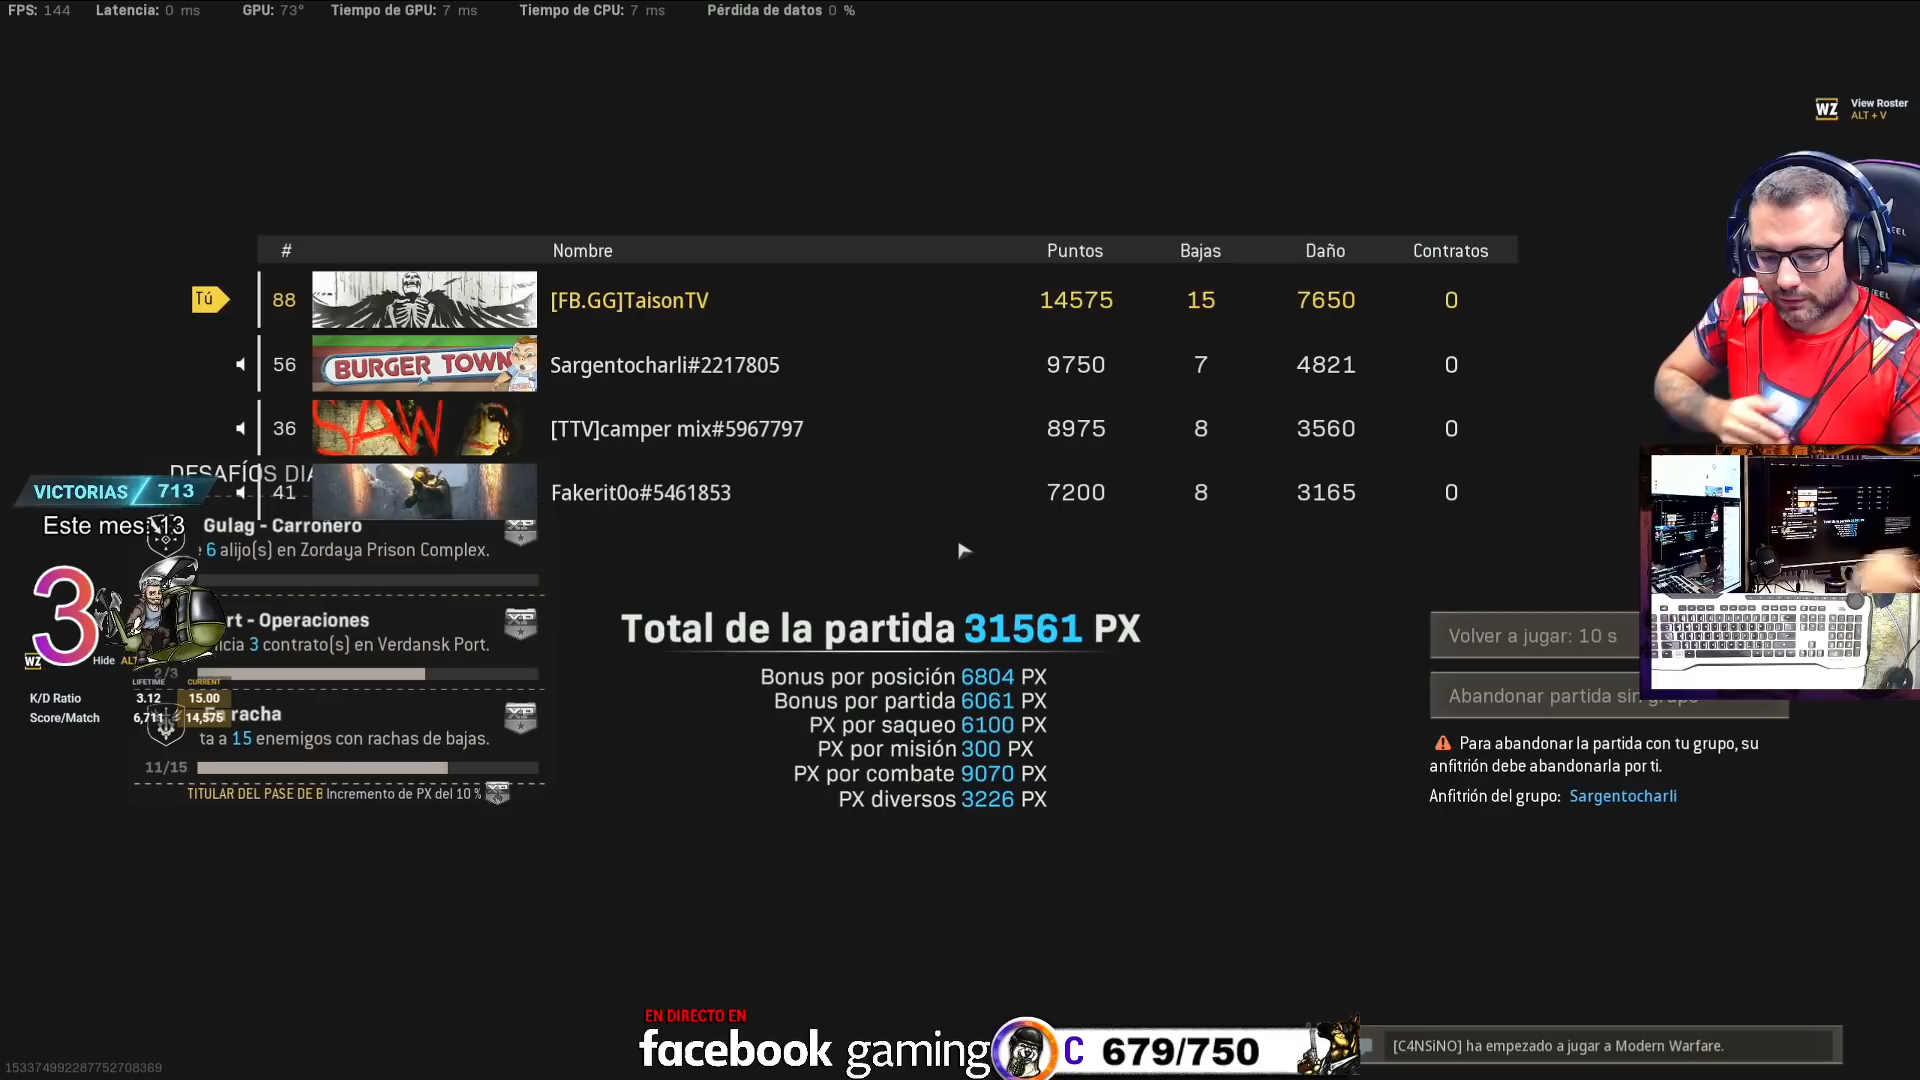 FPS: 144 Latencia: 0 ms GPU: 73° Tiempo de GPU: 7 ms Tiempo de CPU: 7 ms Pérdida de datos 0 %
WZ View Roster
ALT + V
# Nombre Puntos Bajas Daño Contratos
Tú 88 [FB.GG]TaisonTV 14575 15 7650 0
56 BURGER TOWN Sargentocharli#2217805 9750 7 4821 0
36 SAW [TTV]camper mix#5967797 8975 8 3560 0
DESAFÍOS DIA
41 Fakerit0o#5461853 7200 8 3165 0
VICTORIAS 713
Este mes: 13
Gulag - Carroñero
6 alijo(s) en Zordaya Prison Complex.
3
rt - Operaciones
icia 3 contrato(s) en Verdansk Port.
WZ Hide ALT
2/3
LIFETIME CURRENT
K/D Ratio 3.12 15.00
Score/Match 6,711 14,575
racha
ta a 15 enemigos con rachas de bajas.
11/15
TITULAR DEL PASE DE B Incremento de PX del 10 %
Total de la partida 31561 PX
Bonus por posición 6804 PX
Bonus por partida 6061 PX
PX por saqueo 6100 PX
PX por misión 300 PX
PX por combate 9070 PX
PX diversos 3226 PX
Volver a jugar: 10 s
Abandonar partida sin grupo
Para abandonar la partida con tu grupo, su
anfitrión debe abandonarla por ti.
Anfitrión del grupo: Sargentocharli
EN DIRECTO EN
facebook gaming
C 679/750
[C4NSiNO] ha empezado a jugar a Modern Warfare.
153374992287752708369